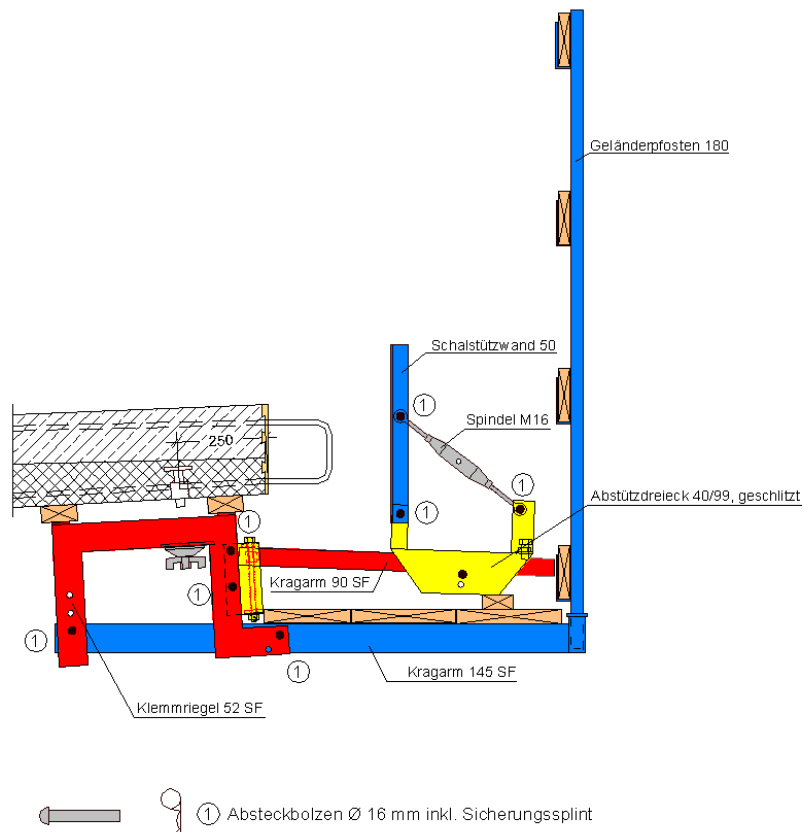 Geländerpfosten 180
Schalstützwand 50
①
Spindel M16
250
Abstützdreieck 40/99, geschlitzt
①
①
①
Kragarm 90 SF
①
①
①
Kragarm 145 SF
Klemmriegel 52 SF
① Absteckbolzen Ø 16 mm inkl. Sicherungssplint